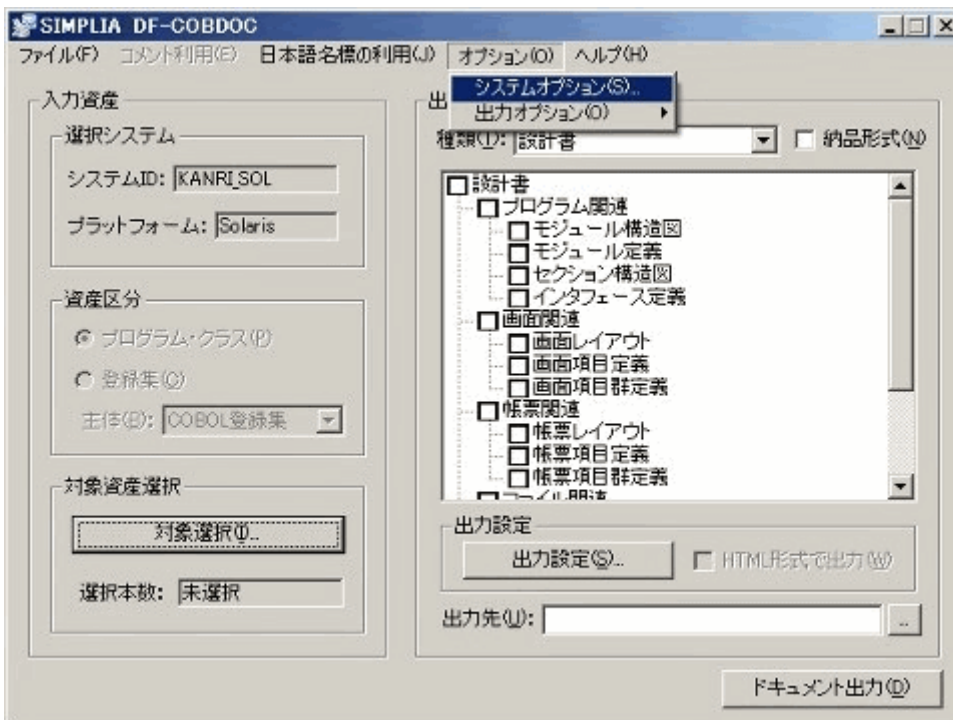 SIMPLIA DF-COBDOC
ファイル(F) コメント利用(E) 日本語名標の利用(J) オプション(O) ヘルプ(H)
システムオプション(S)...
出力オプション(O)
入力資産
選択システム
システムID: KANRI_SOL
プラットフォーム: Solaris
資産区分
プログラム・クラス(P)
登録集(C)
主体(B): COBOL登録集
対象資産選択
対象選択(I)...
選択本数: 未選択
出
種類(T): 設計書 納品形式(N)
設計書
プログラム関連
モジュール構造図
モジュール定義
セクション構造図
インタフェース定義
画面関連
画面レイアウト
画面項目定義
画面項目群定義
帳票関連
帳票レイアウト
帳票項目定義
帳票項目群定義
ファイル関連
出力設定
出力設定(S)... HTML形式で出力(W)
出力先(U): ..
ドキュメント出力(D)